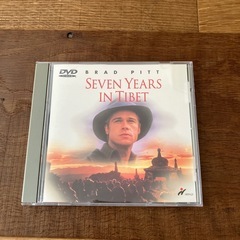 DVD
BRAD PITT
SEVEN YEARS
IN TIBET